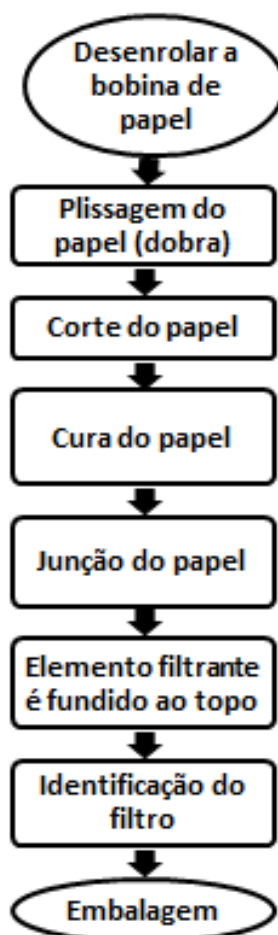 Desenrolar a
bobina de
papel
Plissagem do
papel (dobra)
Corte do papel
Cura do papel
Junção do papel
Elemento filtrante
é fundido ao topo
Identificação do
filtro
Embalagem